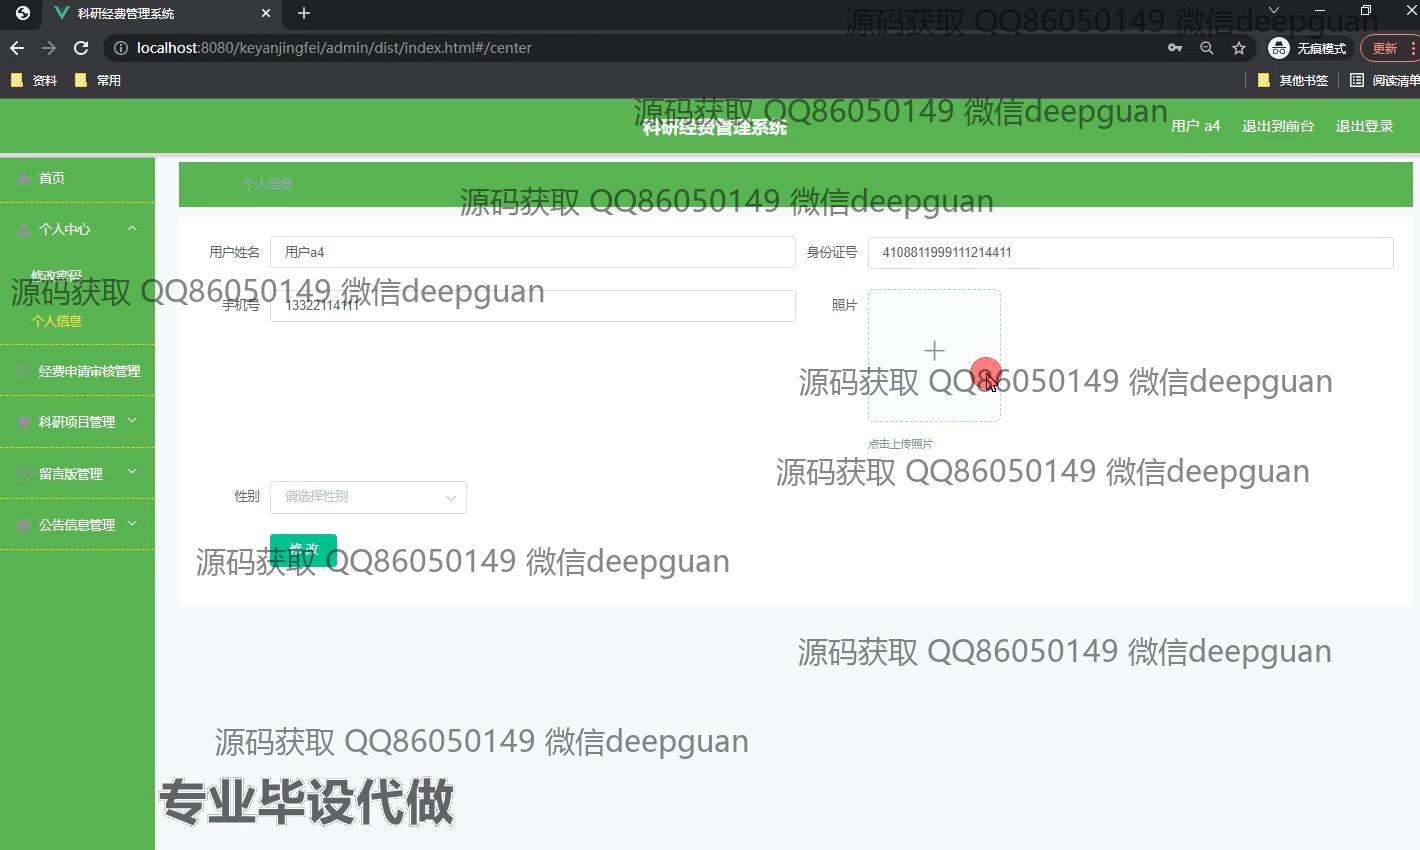 科研经费管理系统
源码获取 QQ86050149 微信deepguan
localhost:8080/keyanjingfei/admin/dist/index.html#/center
无痕模式
更新
资料
常用
其他书签
阅读清单
源码获取 QQ86050149 微信deepguan
科研经费管理系统
用户 a4
退出到前台
退出登录
首页
个人信息
源码获取 QQ86050149 微信deepguan
个人中心
用户姓名
用户a4
身份证号
4108811999111214411
修改密码
源码获取 QQ86050149 微信deepguan
手机号
13322114111
照片
个人信息
经费申请审核管理
源码获取 QQ86050149 微信deepguan
科研项目管理
点击上传照片
留言版管理
源码获取 QQ86050149 微信deepguan
性别
请选择性别
公告信息管理
修改
源码获取 QQ86050149 微信deepguan
源码获取 QQ86050149 微信deepguan
源码获取 QQ86050149 微信deepguan
专业毕设代做